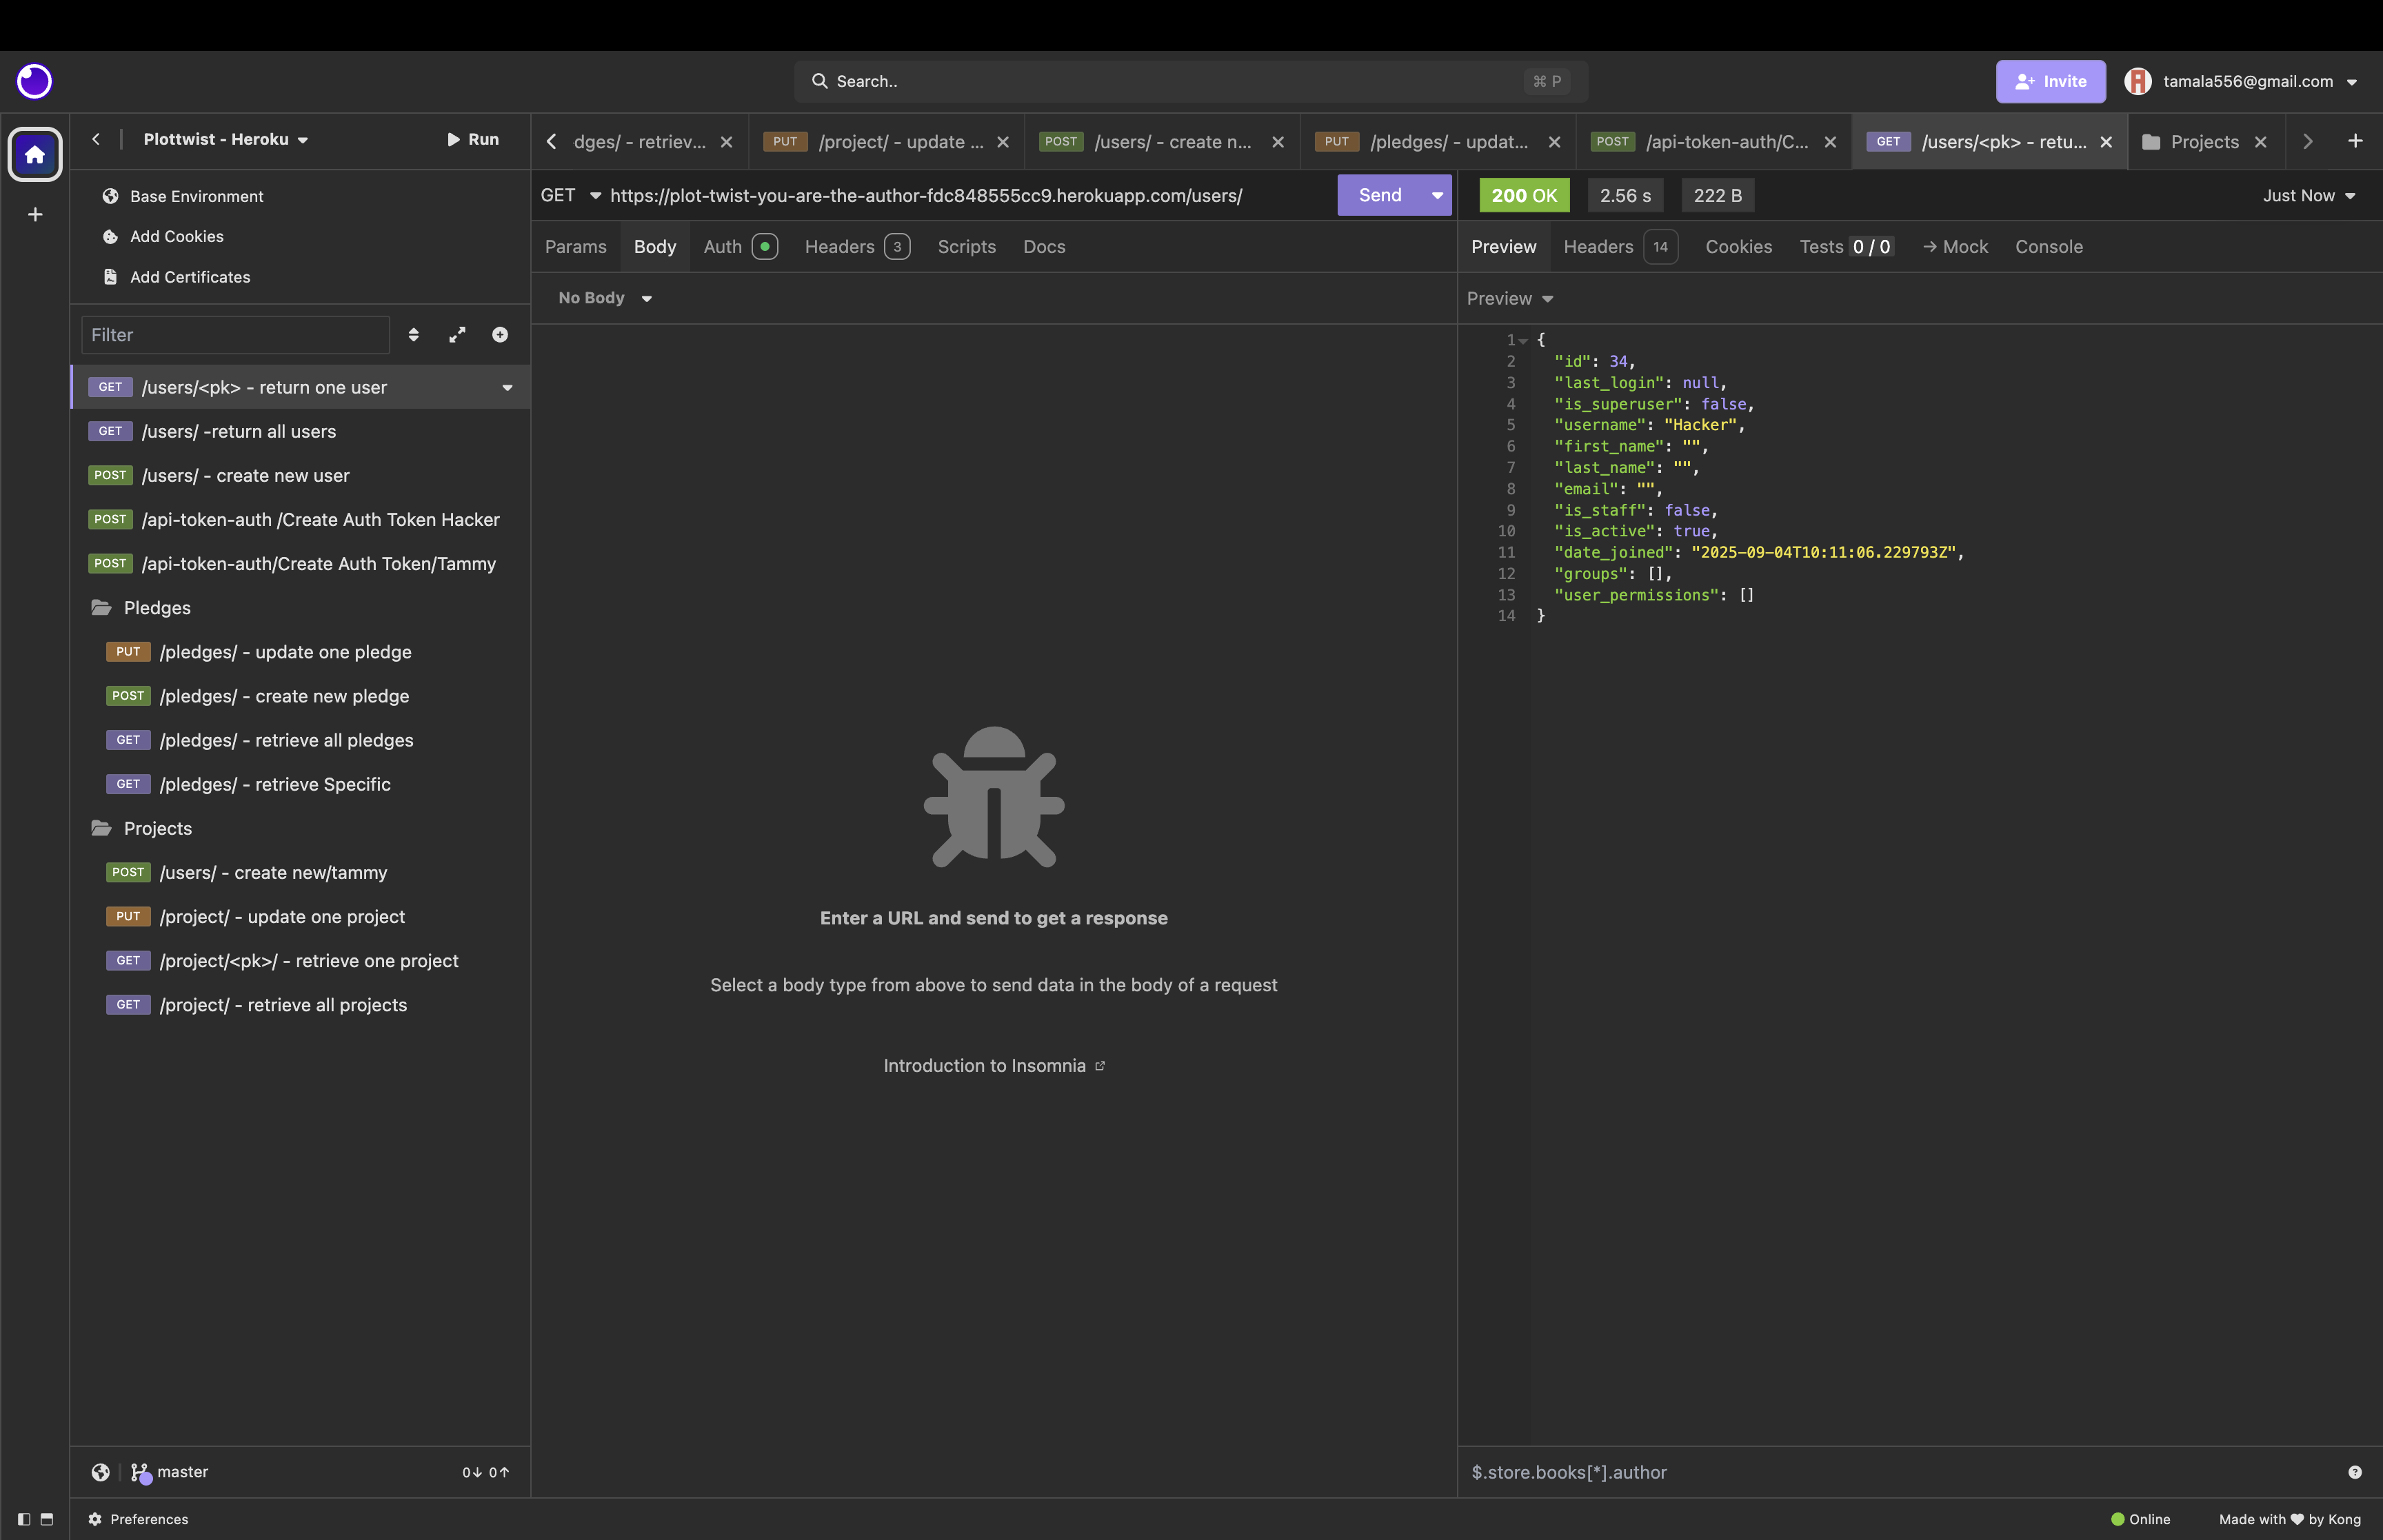 Search..
⌘ P
Invite
tamala556@gmail.com
Plottwist - Heroku
Run
dges/ - retriev...
PUT /project/ - update ...
POST /users/ - create n...
PUT /pledges/ - updat...
POST /api-token-auth/C...
GET /users/<pk> - retu...
Projects
Base Environment
Add Cookies
Add Certificates
Filter
GET /users/<pk> - return one user
GET /users/ -return all users
POST /users/ - create new user
POST /api-token-auth /Create Auth Token Hacker
POST /api-token-auth/Create Auth Token/Tammy
Pledges
PUT /pledges/ - update one pledge
POST /pledges/ - create new pledge
GET /pledges/ - retrieve all pledges
GET /pledges/ - retrieve Specific
Projects
POST /users/ - create new/tammy
PUT /project/ - update one project
GET /project/<pk>/ - retrieve one project
GET /project/ - retrieve all projects
master
0↓ 0↑
GET https://plot-twist-you-are-the-author-fdc848555cc9.herokuapp.com/users/
Send
Params Body Auth Headers 3 Scripts Docs
No Body
Enter a URL and send to get a response
Select a body type from above to send data in the body of a request
Introduction to Insomnia
200 OK 2.56 s 222 B
Just Now
Preview Headers 14 Cookies Tests 0 / 0 → Mock Console
Preview
1 {
2 "id": 34,
3 "last_login": null,
4 "is_superuser": false,
5 "username": "Hacker",
6 "first_name": "",
7 "last_name": "",
8 "email": "",
9 "is_staff": false,
10 "is_active": true,
11 "date_joined": "2025-09-04T10:11:06.229793Z",
12 "groups": [],
13 "user_permissions": []
14 }
$.store.books[*].author
Preferences
Online
Made with ♥ by Kong